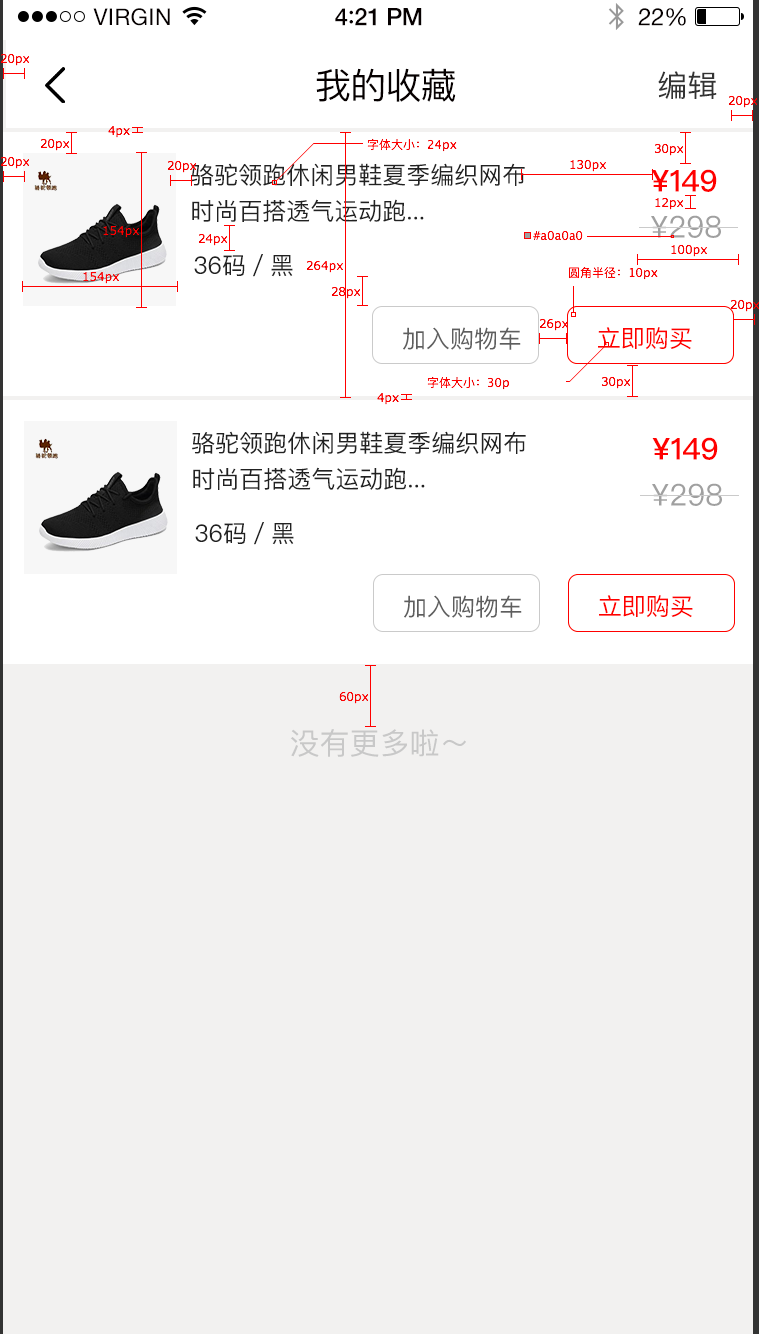 VIRGIN
4:21 PM
22%
20px
我的收藏
编辑
20px
4px
20px
字体大小：24px
30px
20px
20px
骆驼领跑休闲男鞋夏季编织网布
130px
¥149
骆驼领跑
时尚百搭透气运动跑...
12px
¥298
154px
24px
#a0a0a0
100px
36码 / 黑
264px
圆角半径：10px
154px
28px
20px
加入购物车
26px
立即购买
字体大小：30p
30px
4px
骆驼领跑休闲男鞋夏季编织网布
¥149
骆驼领跑
时尚百搭透气运动跑...
¥298
36码 / 黑
加入购物车
立即购买
60px
没有更多啦～